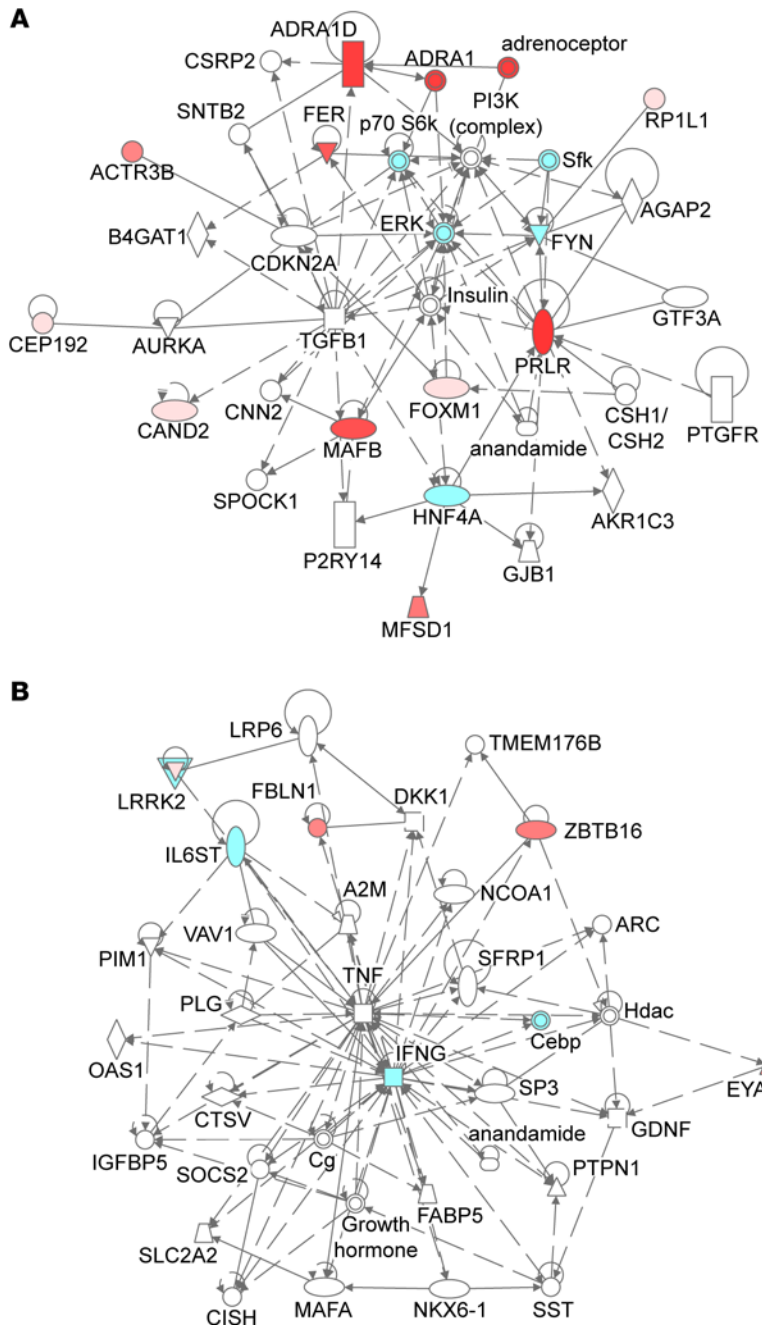 A
ADRA1D
CSRP2
ADRA1
adrenoceptor
SNTB2
FER
p70 S6k
PI3K
(complex)
RP1L1
ACTR3B
Sfk
B4GAT1
CDKN2A
ERK
FYN
AGAP2
Insulin
CEP192
AURKA
TGFB1
PRLR
GTF3A
CAND2
CNN2
MAFB
FOXM1
anandamide
CSH1/
CSH2
PTGFR
SPOCK1
P2RY14
HNF4A
GJB1
AKR1C3
MFSD1
B
LRP6
TMEM176B
LRRK2
FBLN1
DKK1
ZBTB16
IL6ST
A2M
NCOA1
ARC
PIM1
VAV1
TNF
SFRP1
PLG
Hdac
OAS1
IFNG
Cebp
EYA
CTSV
SP3
GDNF
IGFBP5
Cg
anandamide
SOCS2
PTPN1
SLC2A2
Growth
hormone
FABP5
CISH
MAFA
NKX6-1
SST